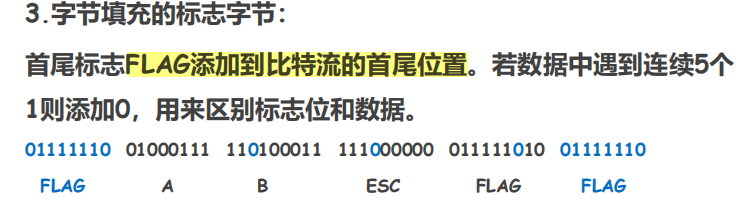 3.字节填充的标志字节：
首尾标志FLAG添加到比特流的首尾位置。若数据中遇到连续5个
1则添加0，用来区别标志位和数据。
01111110 01000111 110100011 111000000 011111010 01111110
FLAG A B ESC FLAG FLAG